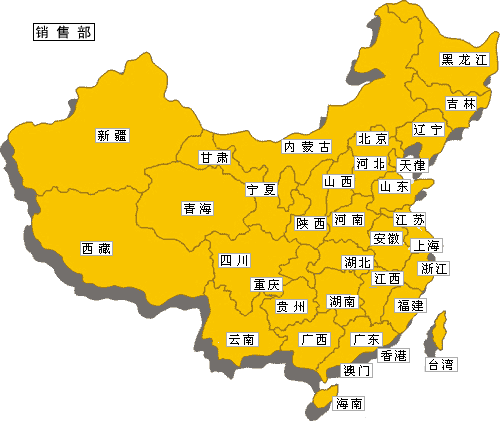 销售部
黑龙江
吉林
辽宁
新疆
北京
内蒙古
甘肃
河北
天津
山西
宁夏
山东
青海
陕西
河南
江苏
安徽
上海
西藏
四川
湖北
浙江
江西
重庆
湖南
贵州
福建
云南
广西
广东
香港
台湾
澳门
海南